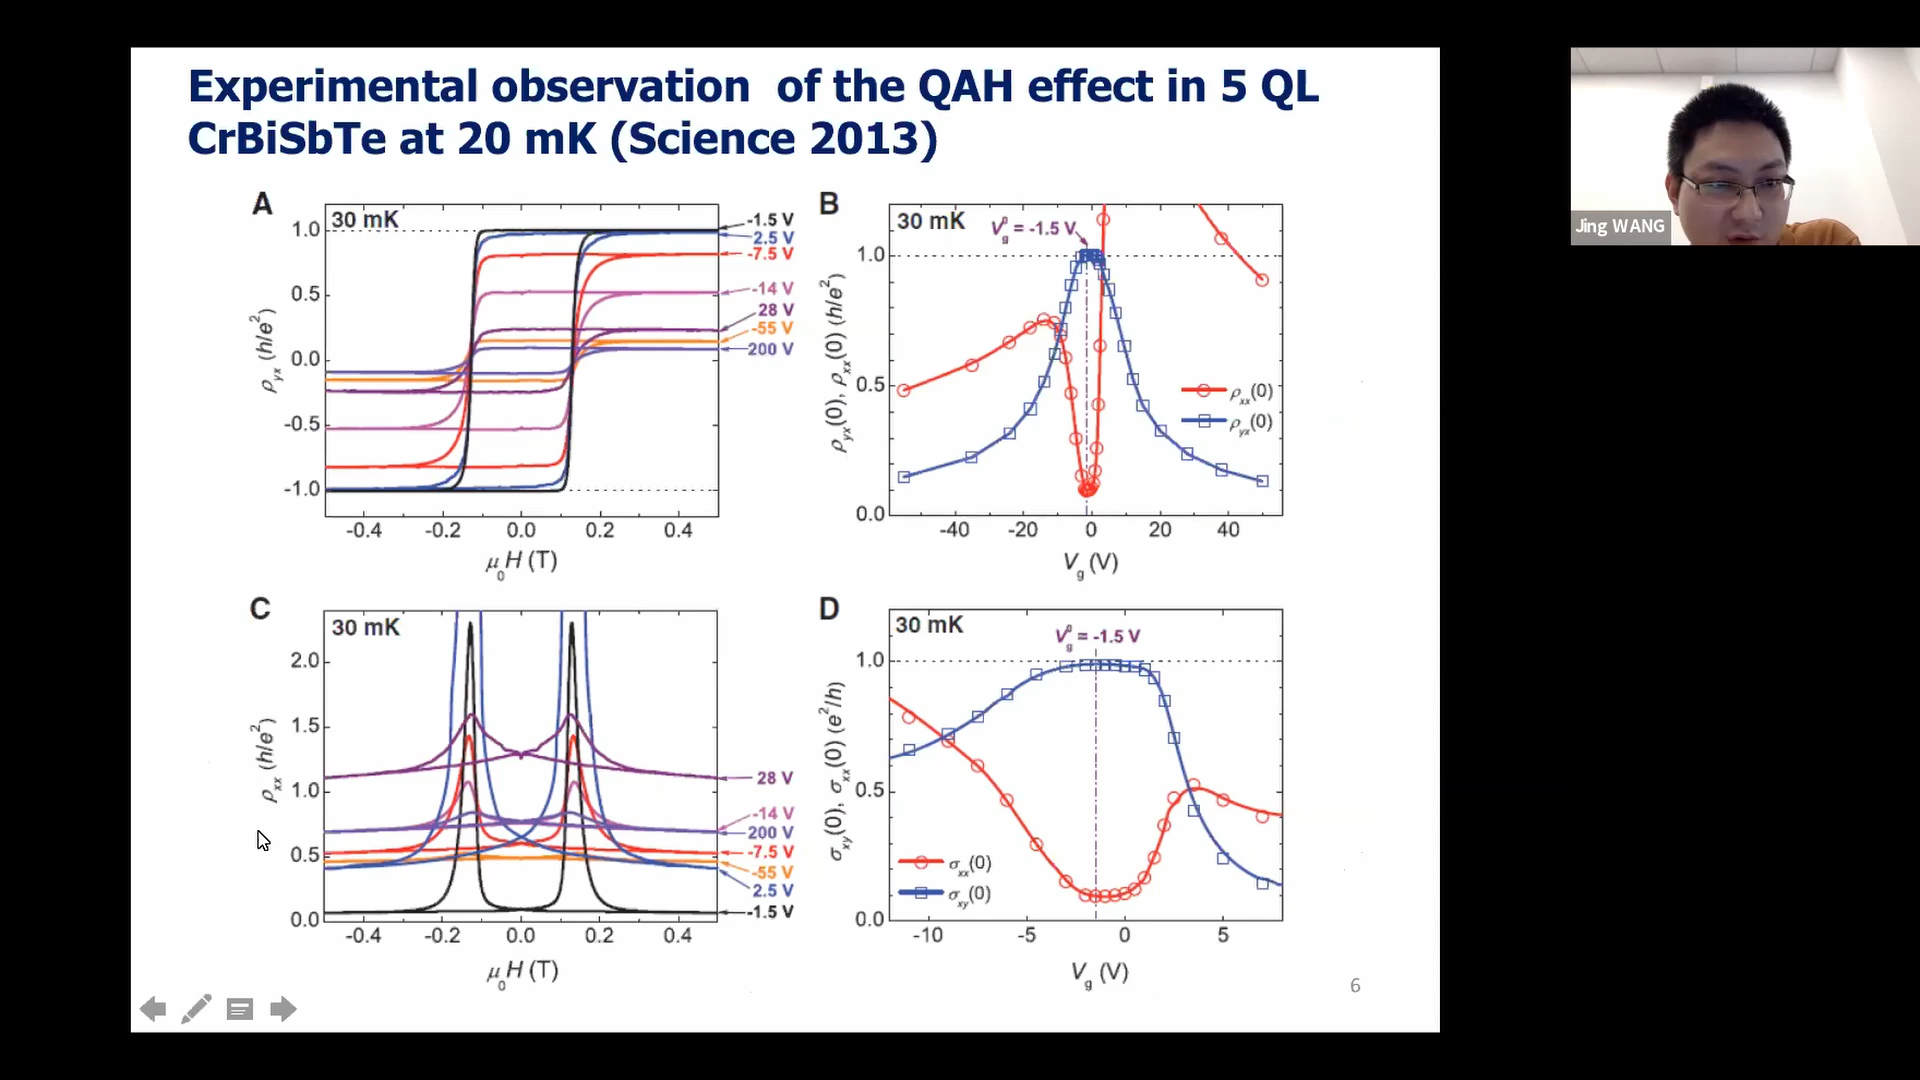 Experimental observation of the QAH effect in 5 QL
CrBiSbTe at 20 mK (Science 2013)
Jing WANG
A
30 mK
1.0
0.5
0.0
-0.5
-1.0
ρyx (h/e²)
-0.4 -0.2 0.0 0.2 0.4
μ₀H (T)
-1.5 V
2.5 V
-7.5 V
-14 V
28 V
-55 V
200 V
B
30 mK
Vg⁰ = -1.5 V
1.0
0.5
0.0
ρyx(0), ρxx(0) (h/e²)
ρxx(0)
ρyx(0)
-40 -20 0 20 40
Vg (V)
C
30 mK
2.0
1.5
1.0
0.5
0.0
ρxx (h/e²)
-0.4 -0.2 0.0 0.2 0.4
μ₀H (T)
28 V
-14 V
200 V
-7.5 V
-55 V
2.5 V
-1.5 V
D
30 mK
Vg⁰ = -1.5 V
1.0
0.5
0.0
σxy(0), σxx(0) (e²/h)
σxx(0)
σxy(0)
-10 -5 0 5
Vg (V)
6